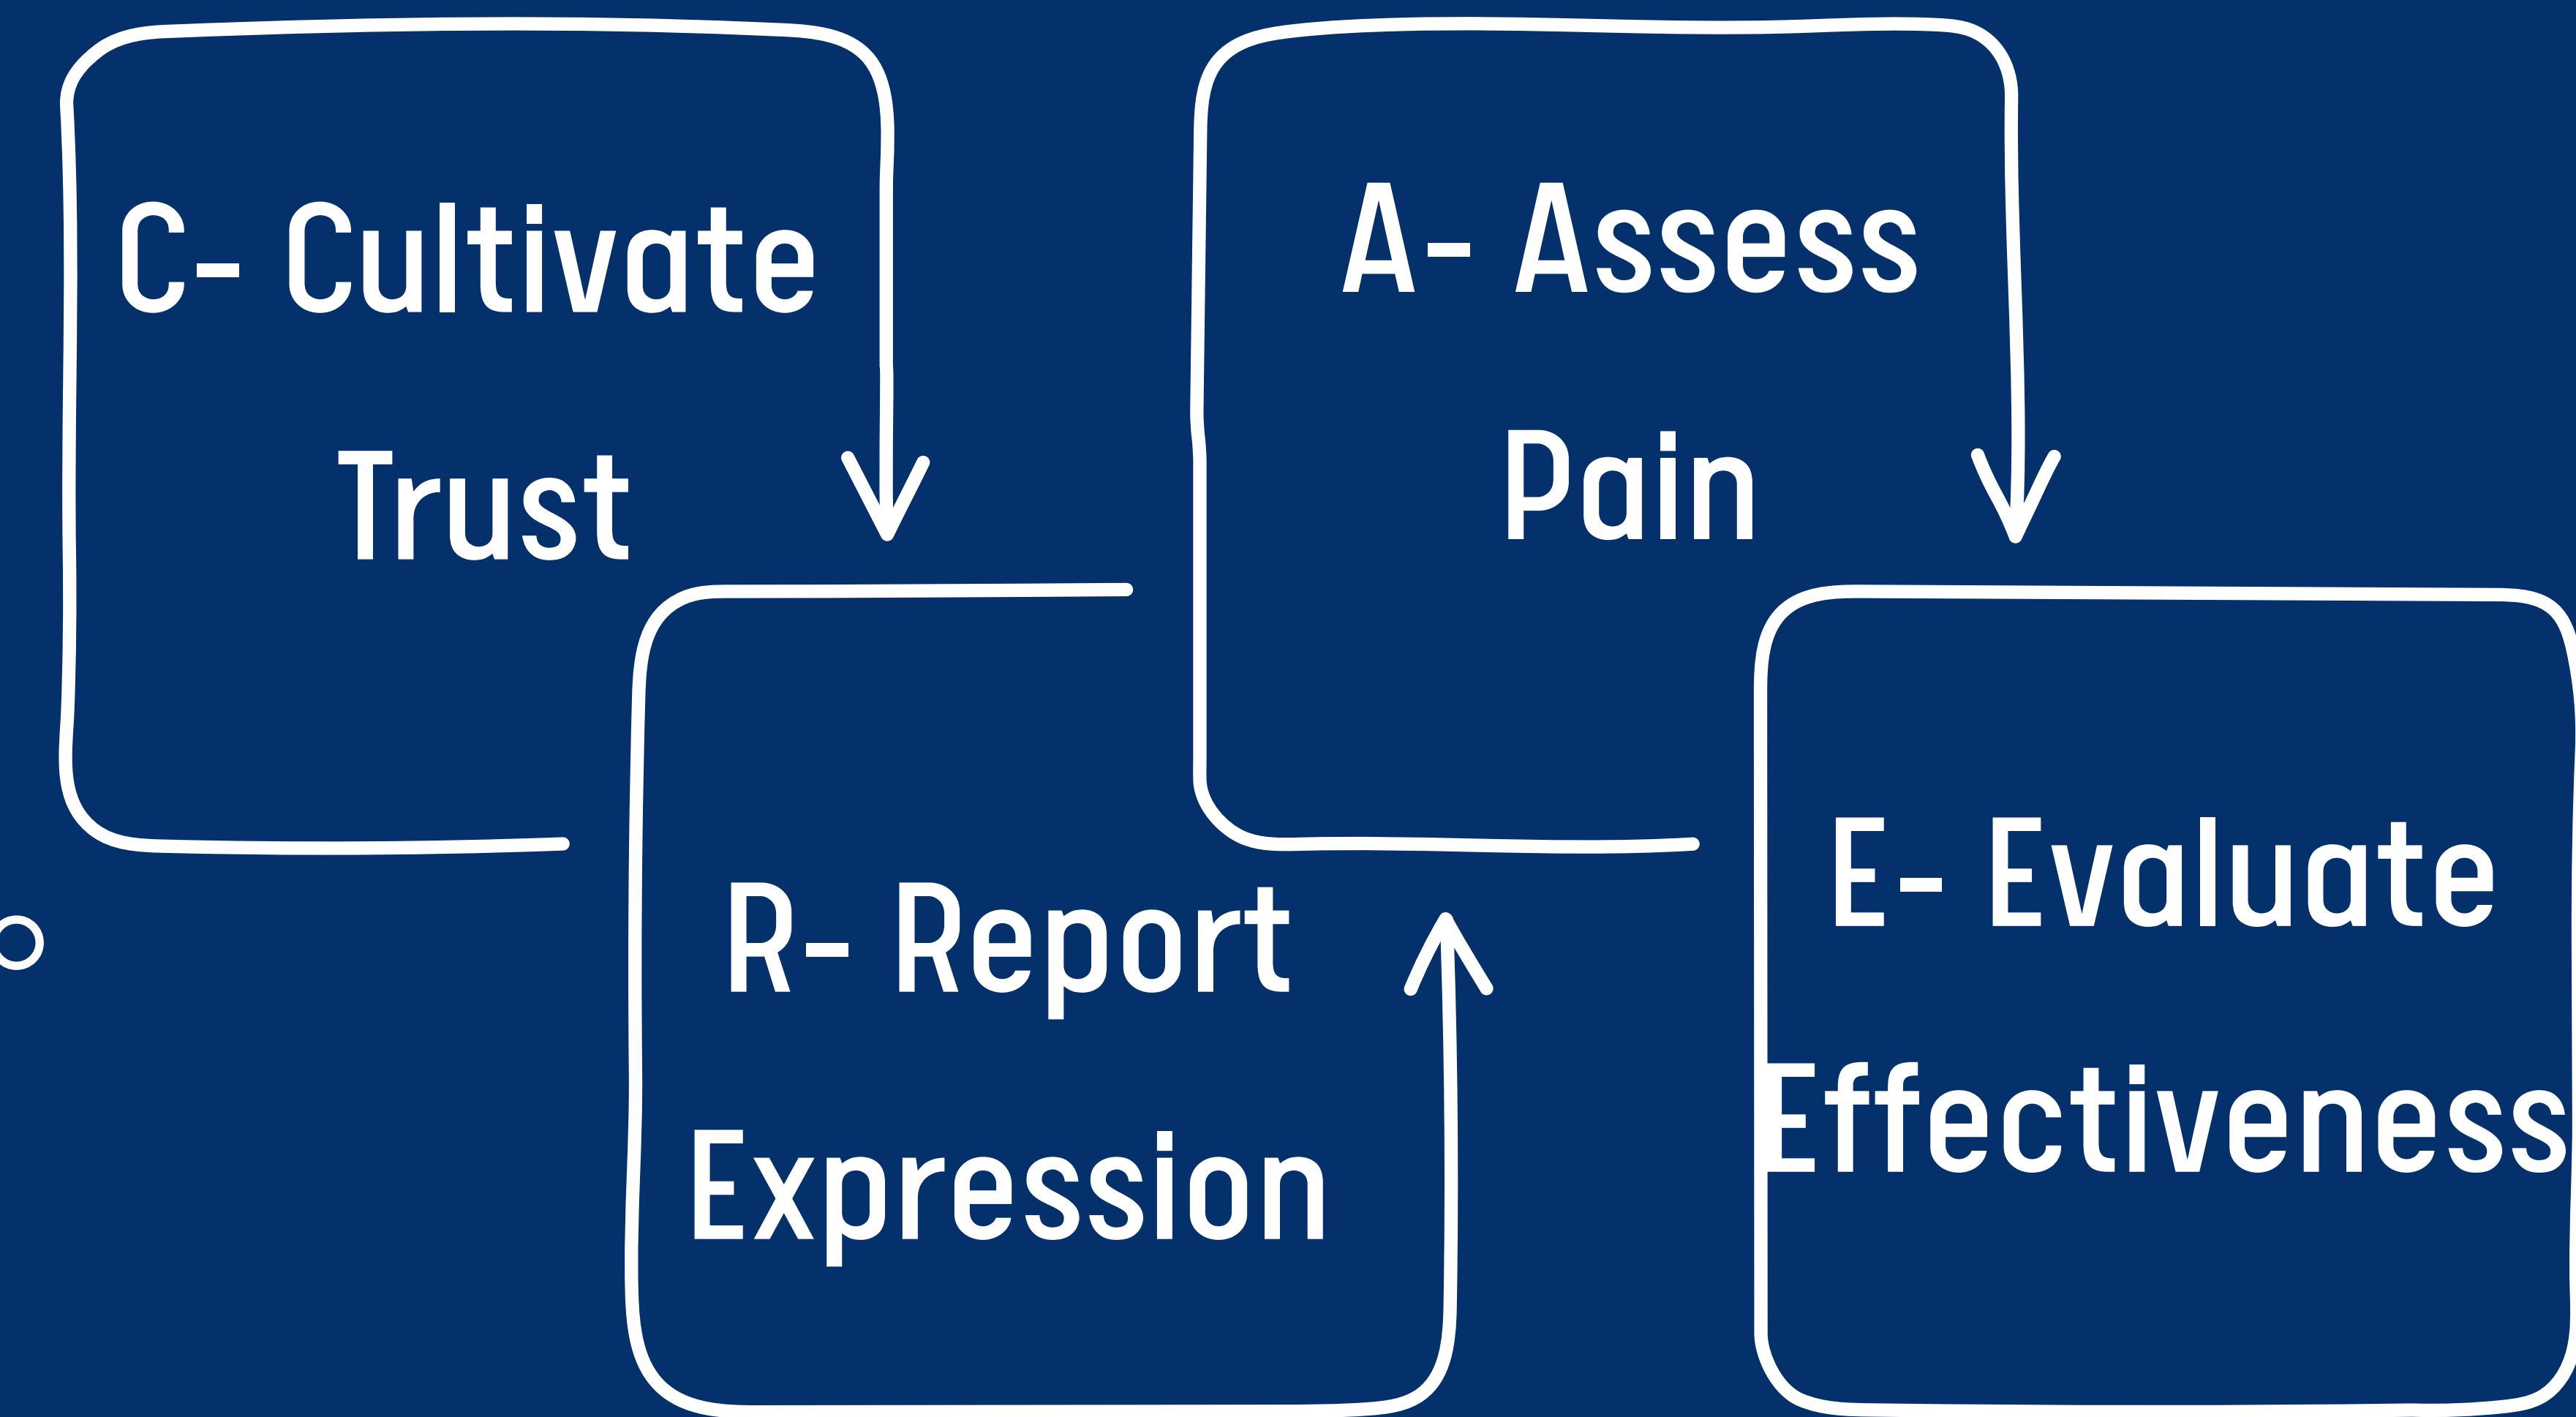 C- Cultivate
Trust
R- Report
Expression
A- Assess
Pain
E- Evaluate
Effectiveness